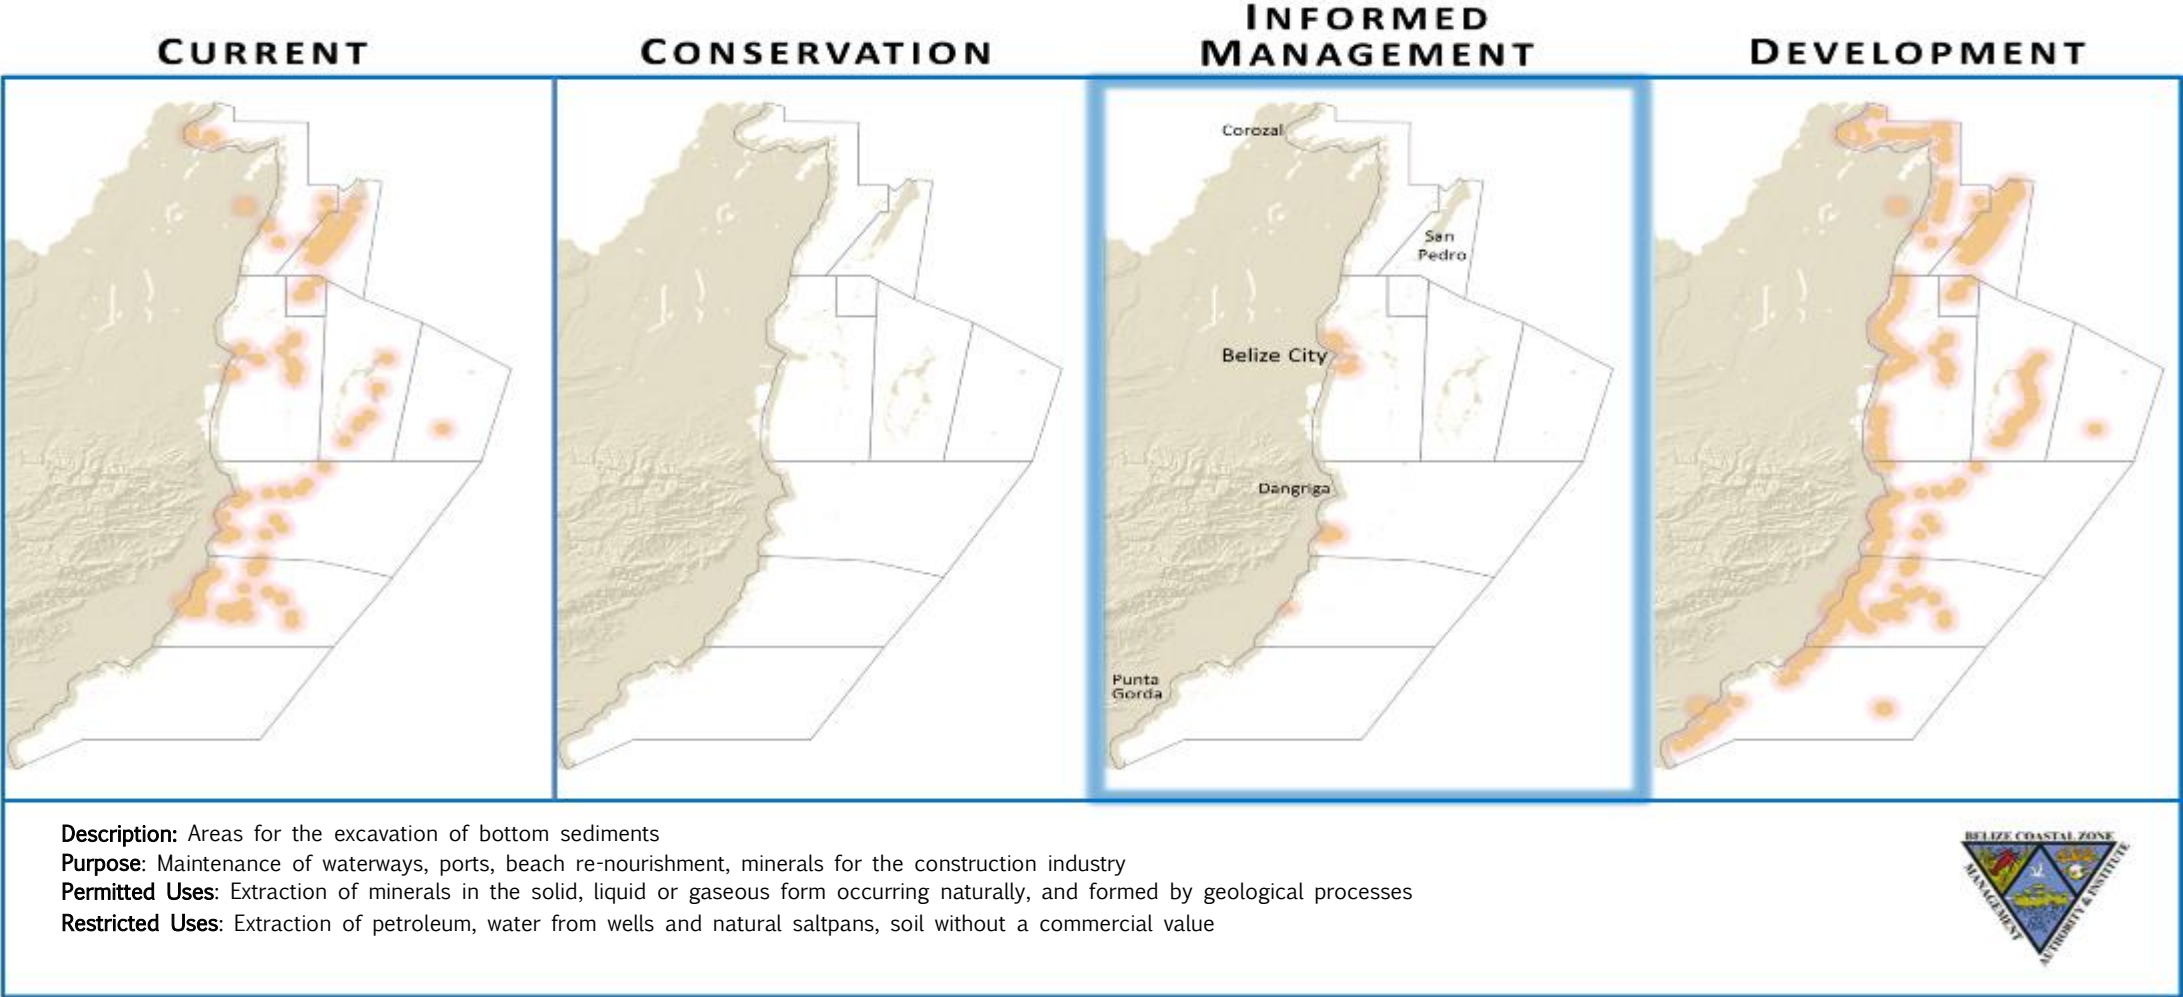 CURRENT
CONSERVATION
INFORMED
MANAGEMENT
DEVELOPMENT
Corozal
San
Pedro
Belize City
Dangriga
Punta
Gorda
Description: Areas for the excavation of bottom sediments
Purpose: Maintenance of waterways, ports, beach re-nourishment, minerals for the construction industry
Permitted Uses: Extraction of minerals in the solid, liquid or gaseous form occurring naturally, and formed by geological processes
Restricted Uses: Extraction of petroleum, water from wells and natural saltpans, soil without a commercial value
BELIZE COASTAL ZONE
MANAGEMENT
AUTHORITY & INSTITUTE